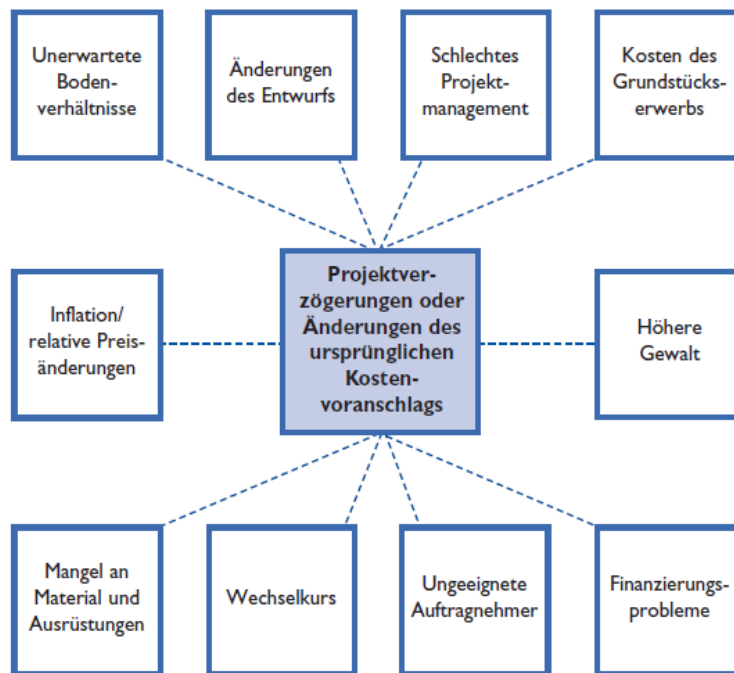 Unerwartete
Boden-
verhältnisse
Änderungen
des Entwurfs
Schlechtes
Projekt-
management
Kosten des
Grundstücks-
erwerbs
Inflation/
relative Preis-
änderungen
Projektver-
zögerungen oder
Änderungen des
ursprünglichen
Kosten-
voranschlags
Höhere
Gewalt
Mangel an
Material und
Ausrüstungen
Wechselkurs
Ungeeignete
Auftragnehmer
Finanzierungs-
probleme